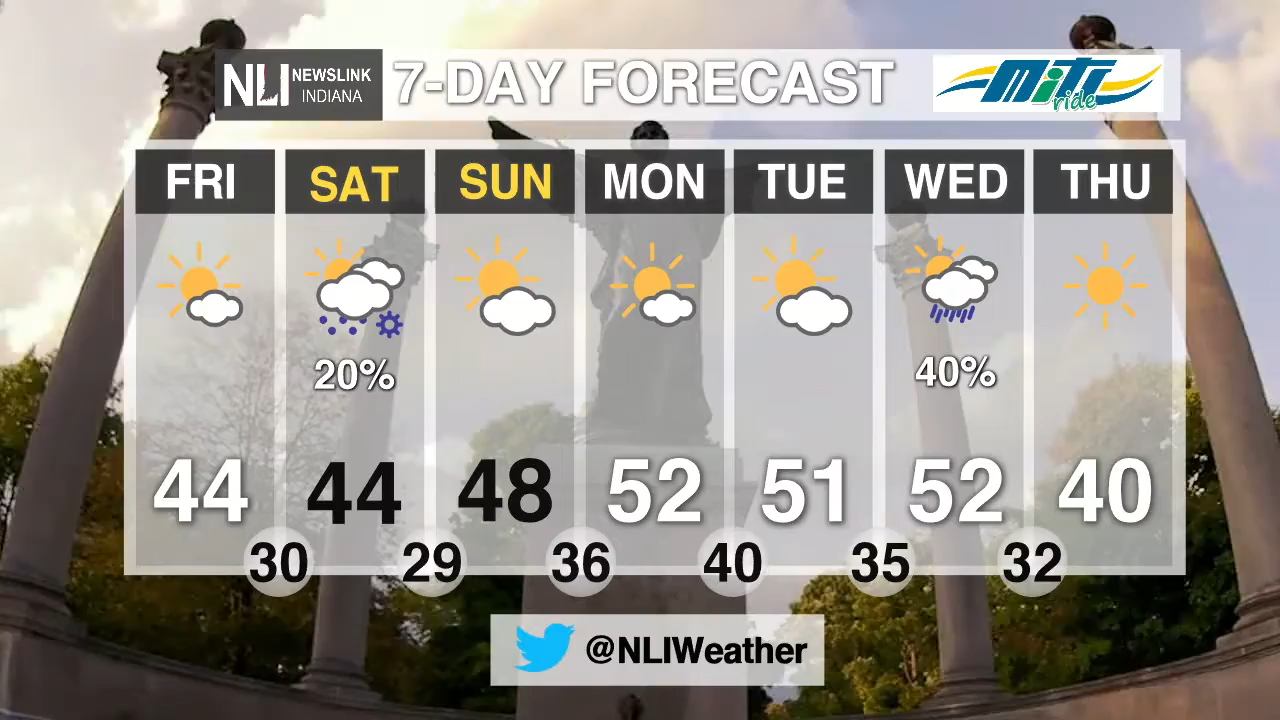 NLI NEWSLINK INDIANA
7-DAY FORECAST
MiTS ride
FRI SAT SUN MON TUE WED THU
20% 40%
44 44 48 52 51 52 40
30 29 36 40 35 32
@NLIWeather